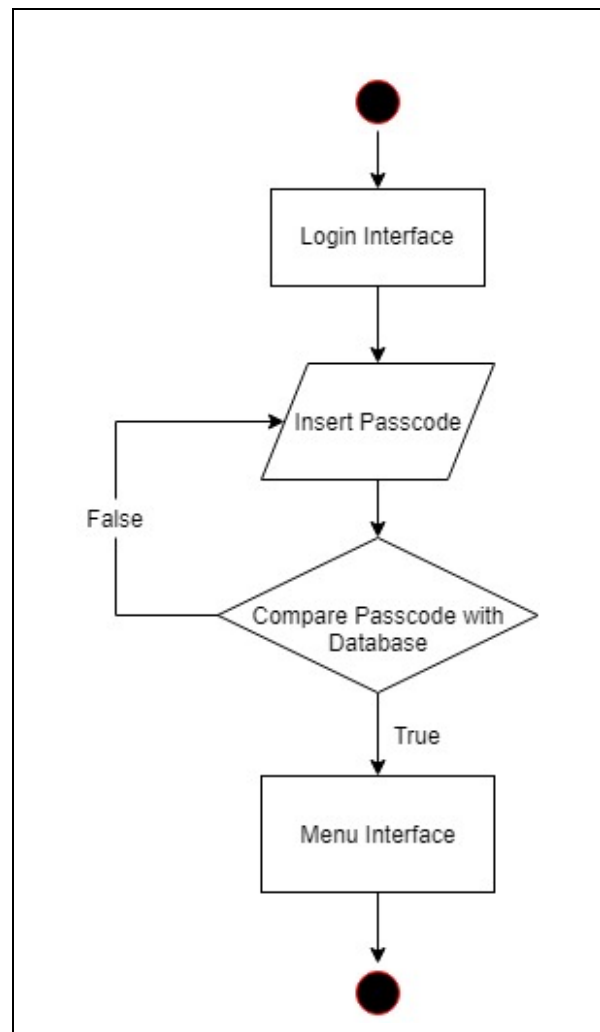 Login Interface
Insert Passcode
False
Compare Passcode with
Database
True
Menu Interface